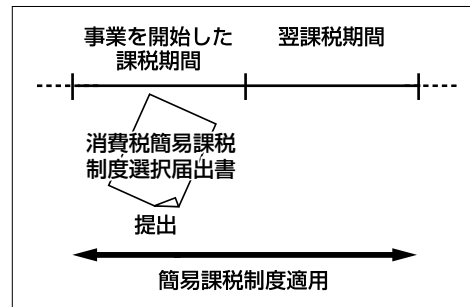 事業を開始した
課税期間
翌課税期間
消費税簡易課税
制度選択届出書
提出
簡易課税制度適用